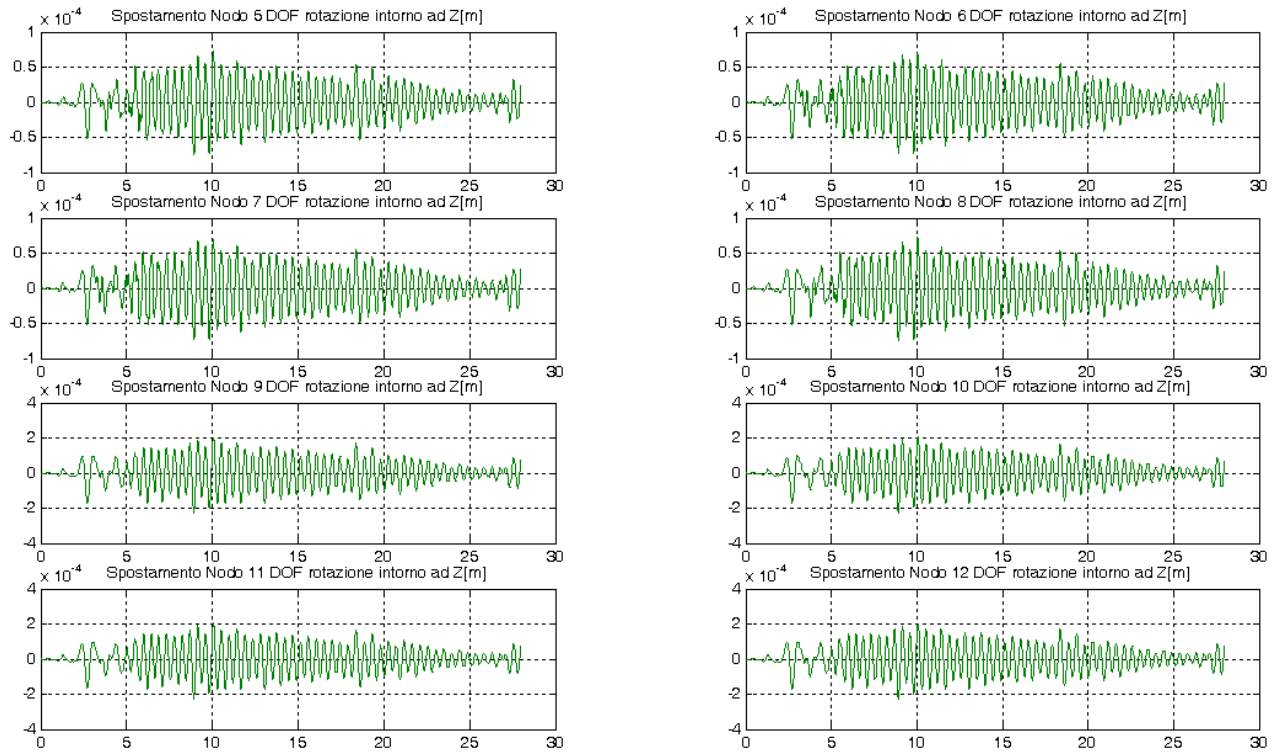 x 10-4 Spostamento Nodo 5 DOF rotazione intorno ad Z[m]
1
0.5
0
-0.5
-1
0 5 10 15 20 25 30
x 10-4 Spostamento Nodo 6 DOF rotazione intorno ad Z[m]
1
0.5
0
-0.5
-1
0 5 10 15 20 25 30
x 10-4 Spostamento Nodo 7 DOF rotazione intorno ad Z[m]
1
0.5
0
-0.5
-1
0 5 10 15 20 25 30
x 10-4 Spostamento Nodo 8 DOF rotazione intorno ad Z[m]
1
0.5
0
-0.5
-1
0 5 10 15 20 25 30
x 10-4 Spostamento Nodo 9 DOF rotazione intorno ad Z[m]
4
2
0
-2
-4
0 5 10 15 20 25 30
x 10-4 Spostamento Nodo 10 DOF rotazione intorno ad Z[m]
4
2
0
-2
-4
0 5 10 15 20 25 30
x 10-4 Spostamento Nodo 11 DOF rotazione intorno ad Z[m]
4
2
0
-2
-4
0 5 10 15 20 25 30
x 10-4 Spostamento Nodo 12 DOF rotazione intorno ad Z[m]
4
2
0
-2
-4
0 5 10 15 20 25 30